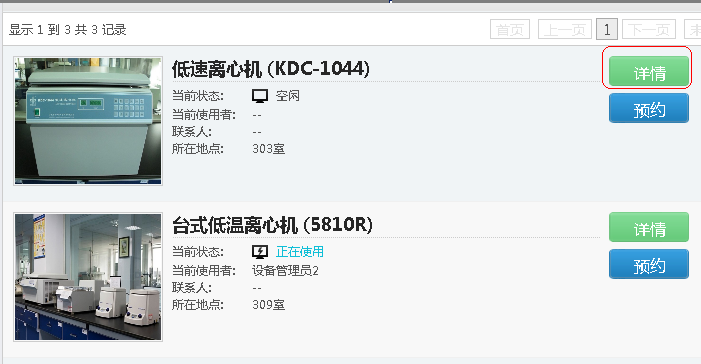 显示 1 到 3 共 3 记录
首页 上一页 1 下一页
低速离心机 (KDC-1044)
详情
当前状态: 空闲
预约
当前使用者: --
联系人: --
所在地点: 303室
台式低温离心机 (5810R)
详情
当前状态: 正在使用
预约
当前使用者: 设备管理员2
联系人: --
所在地点: 309室